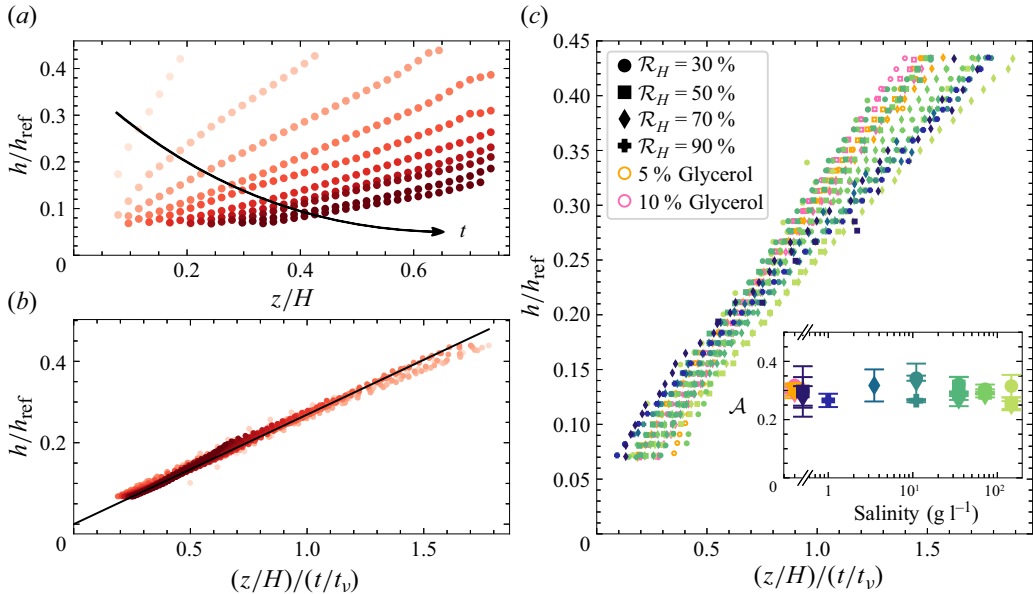 (a)
0.4
0.3
0.2
0.1
0
h/h_ref
0.2
0.4
0.6
z/H
t
(b)
0.4
0.2
0
h/h_ref
0.5
1.0
1.5
(z/H)/(t/t_ν)
(c)
0.45
0.40
0.35
0.30
0.25
0.20
0.15
0.10
0.05
0
h/h_ref
0.5
1.0
1.5
2.0
(z/H)/(t/t_ν)
ℛ_H = 30 %
ℛ_H = 50 %
ℛ_H = 70 %
ℛ_H = 90 %
5 % Glycerol
10 % Glycerol
𝒜
0.4
0.2
0
1
10¹
10²
Salinity (g l⁻¹)